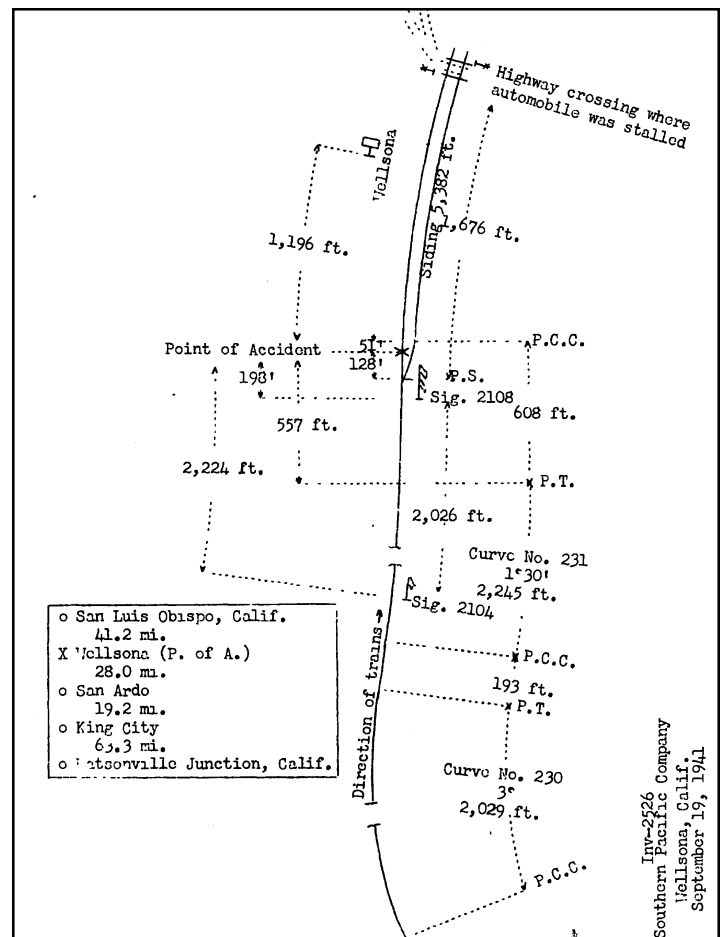 Highway crossing where
automobile was stalled
Wellsona
Siding 5,382 ft.
1,196 ft.
1,676 ft.
P.C.C.
Point of Accident
51'
128'
198'
P.S.
Sig. 2108
608 ft.
557 ft.
2,224 ft.
P.T.
2,026 ft.
Curve No. 231
1°30'
2,245 ft.
Sig. 2104
o San Luis Obispo, Calif.
41.2 mi.
X Wellsona (P. of A.)
28.0 mi.
o San Ardo
19.2 mi.
o King City
63.3 mi.
o Watsonville Junction, Calif.
Direction of trains
P.C.C.
193 ft.
P.T.
Curve No. 230
3°
2,029 ft.
P.C.C.
Inv-2526
Southern Pacific Company
Wellsona, Calif.
September 19, 1941